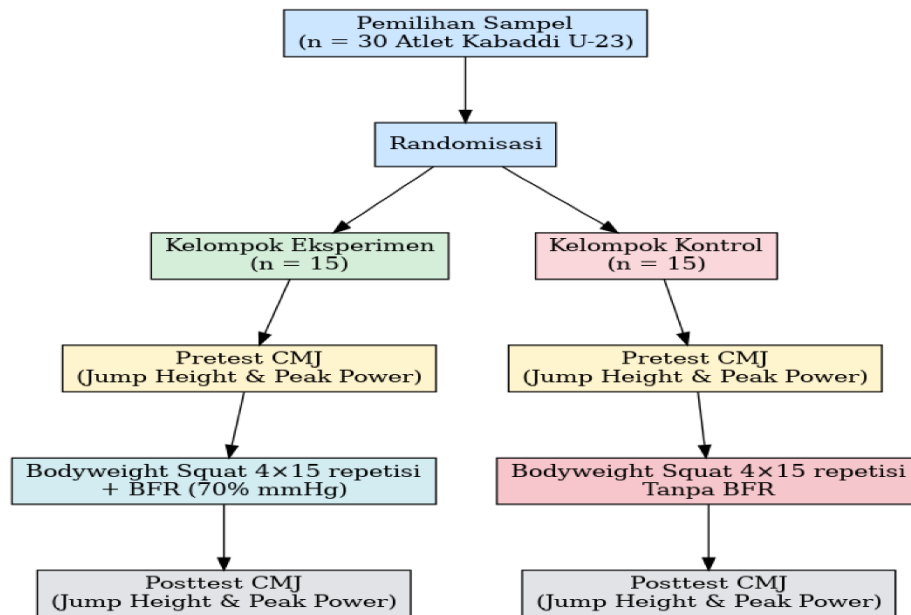 Pemilihan Sampel
(n = 30 Atlet Kabaddi U-23)
Randomisasi
Kelompok Eksperimen
(n = 15)
Kelompok Kontrol
(n = 15)
Pretest CMJ
(Jump Height & Peak Power)
Pretest CMJ
(Jump Height & Peak Power)
Bodyweight Squat 4×15 repetisi
+ BFR (70% mmHg)
Bodyweight Squat 4×15 repetisi
Tanpa BFR
Posttest CMJ
(Jump Height & Peak Power)
Posttest CMJ
(Jump Height & Peak Power)